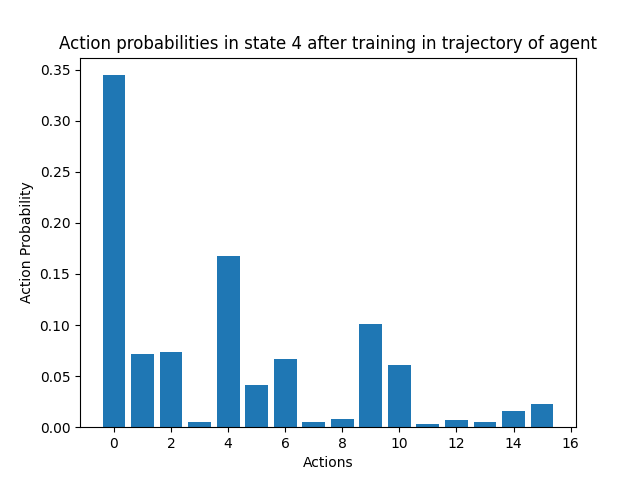 Action probabilities in state 4 after training in trajectory of agent
0.35
0.30
0.25
0.20
0.15
0.10
0.05
0.00
Action Probability
0 2 4 6 8 10 12 14 16
Actions